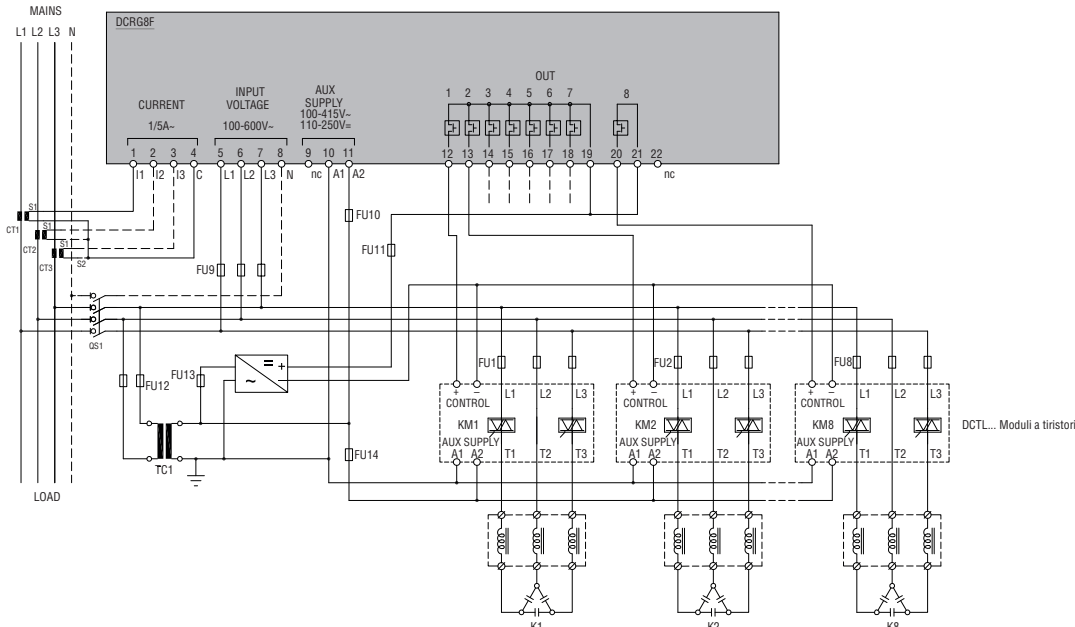 MAINS
L1 L2 L3 N
DCRG8F
OUT
CURRENT
1/5A~
INPUT
VOLTAGE
100-600V~
AUX
SUPPLY
100-415V~
110-250V=
1 2 3 4 5 6 7 8
1 2 3 4 5 6 7 8 9 10 11 12 13 14 15 16 17 18 19 20 21 22
I1 I2 I3 C L1 L2 L3 N nc A1 A2 nc
S1
CT1
S1
CT2
S1
CT3
S2
FU10
FU11
FU9
QS1
FU12
FU13
= +
~ −
FU14
TC1
LOAD
FU1 FU2 FU8
+ − L1 L2 L3
CONTROL
KM1
AUX SUPPLY
A1 A2 T1 T2 T3
+ − L1 L2 L3
CONTROL
KM2
AUX SUPPLY
A1 A2 T1 T2 T3
+ − L1 L2 L3
CONTROL
KM8
AUX SUPPLY
A1 A2 T1 T2 T3
DCTL... Moduli a tiristori
K1 K2 K8